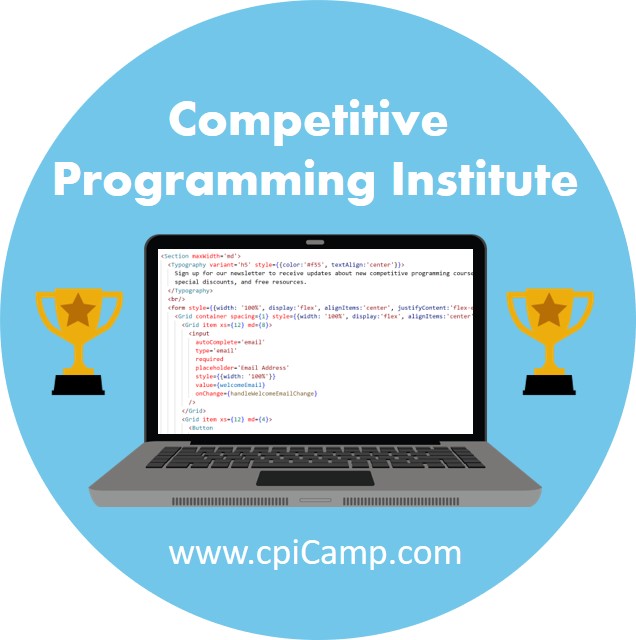 Competitive
Programming Institute
<Section maxWidth='md'>
<Typography variant='h5' style={{color:'#f55', textAlign:'center'}}>
Sign up for our newsletter to receive updates about new competitive programming course
special discounts, and free resources.
</Typography>
<br/>
<form style={{width: '100%', display:'flex', alignItems:'center', justifyContent:'flex-e
<Grid container spacing={1} style={{width: '100%', display:'flex', alignItems:'center'
<Grid item xs={12} md={8}>
<input
autoComplete='email'
type='email'
required
placeholder='Email Address'
style={{width: '100%'}}
value={welcomeEmail}
onChange={handleWelcomeEmailChange}
/>
</Grid>
<Grid item xs={12} md={4}>
<Button
www.cpiCamp.com